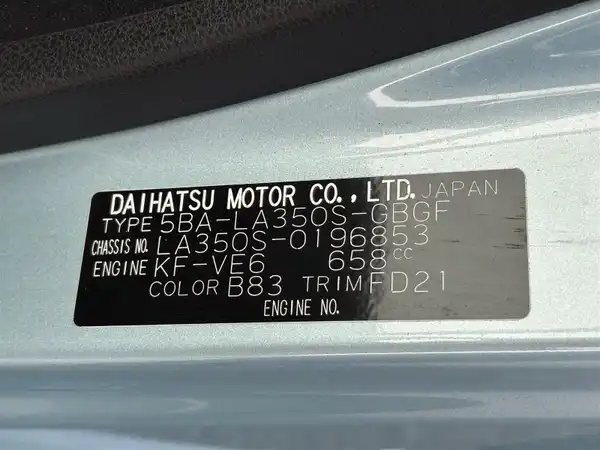 DAIHATSU MOTOR CO., LTD. JAPAN
TYPE 5BA-LA350S-GBGF
CHASSIS NO. LA350S-0196853
ENGINE KF-VE6 658cc
COLOR B83 TRIM FD21
ENGINE NO.